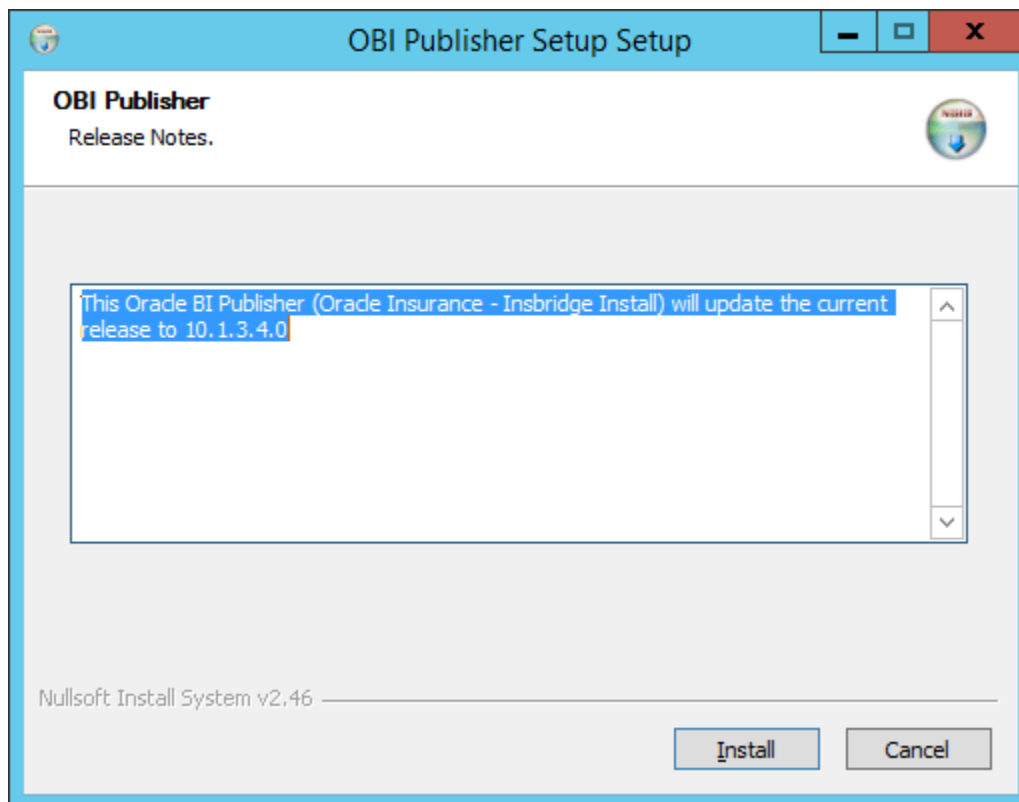 OBI Publisher Setup Setup
OBI Publisher
Release Notes.
This Oracle BI Publisher (Oracle Insurance - Insbridge Install) will update the current
release to 10.1.3.4.0
Nullsoft Install System v2.46
Install
Cancel